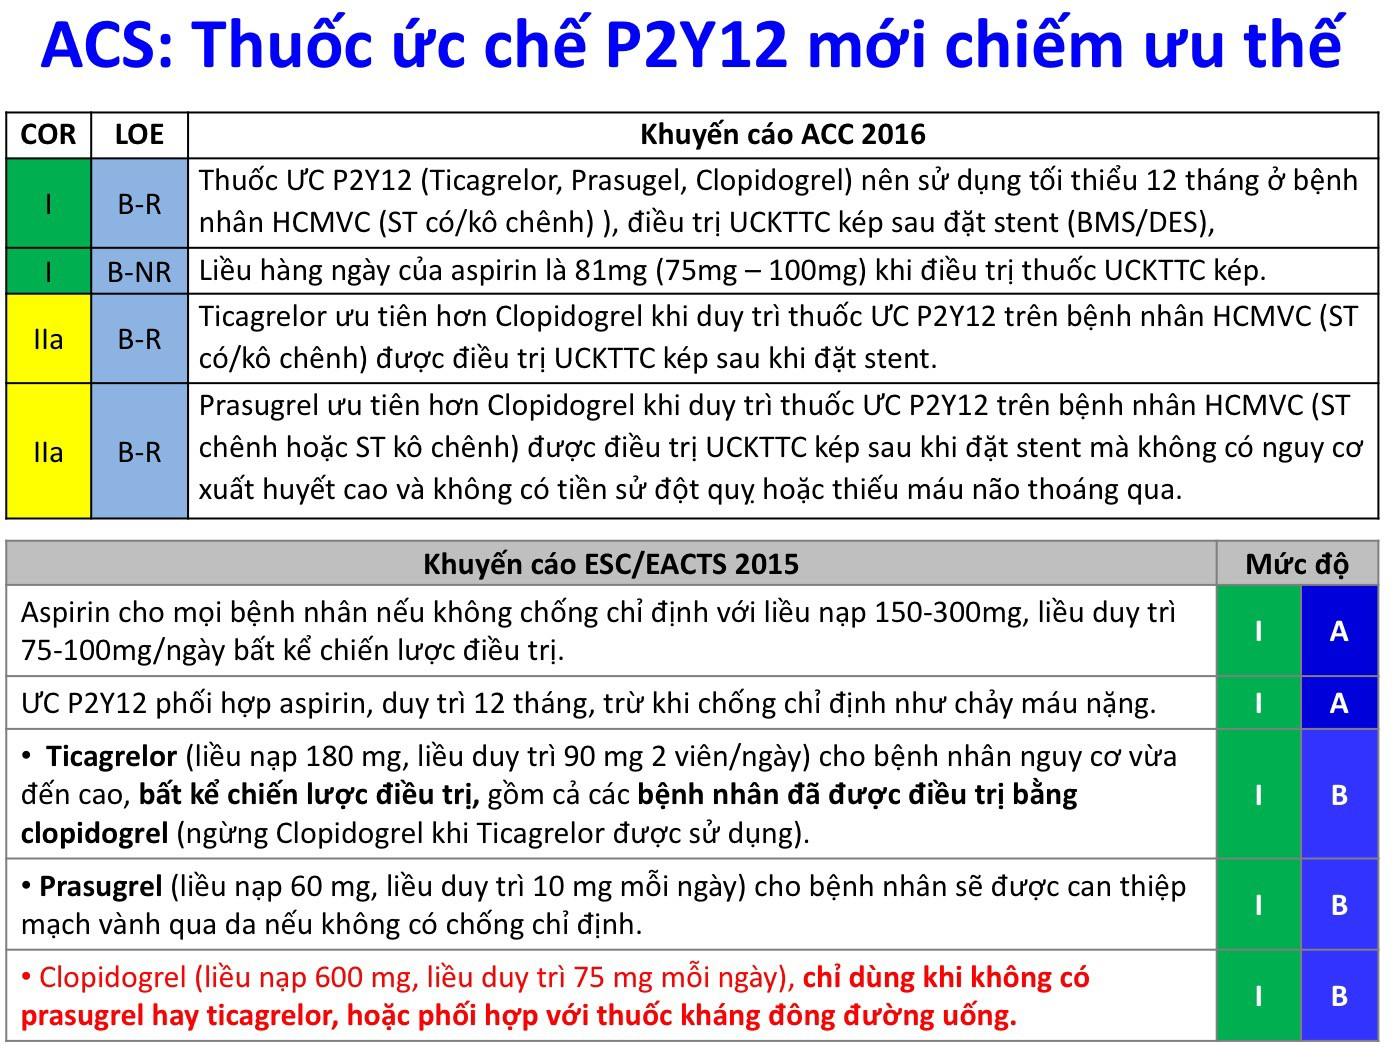 ACS: Thuốc ức chế P2Y12 mới chiếm ưu thế
COR LOE Khuyến cáo ACC 2016
I B-R Thuốc ƯC P2Y12 (Ticagrelor, Prasugel, Clopidogrel) nên sử dụng tối thiểu 12 tháng ở bệnh
nhân HCMVC (ST có/kô chênh) ), điều trị UCKTTC kép sau đặt stent (BMS/DES),
I B-NR Liều hàng ngày của aspirin là 81mg (75mg – 100mg) khi điều trị thuốc UCKTTC kép.
IIa B-R Ticagrelor ưu tiên hơn Clopidogrel khi duy trì thuốc ƯC P2Y12 trên bệnh nhân HCMVC (ST
có/kô chênh) được điều trị UCKTTC kép sau khi đặt stent.
IIa B-R Prasugrel ưu tiên hơn Clopidogrel khi duy trì thuốc ƯC P2Y12 trên bệnh nhân HCMVC (ST
chênh hoặc ST kô chênh) được điều trị UCKTTC kép sau khi đặt stent mà không có nguy cơ
xuất huyết cao và không có tiền sử đột quỵ hoặc thiếu máu não thoáng qua.
Khuyến cáo ESC/EACTS 2015 Mức độ
Aspirin cho mọi bệnh nhân nếu không chống chỉ định với liều nạp 150-300mg, liều duy trì
75-100mg/ngày bất kể chiến lược điều trị. I A
ƯC P2Y12 phối hợp aspirin, duy trì 12 tháng, trừ khi chống chỉ định như chảy máu nặng. I A
• Ticagrelor (liều nạp 180 mg, liều duy trì 90 mg 2 viên/ngày) cho bệnh nhân nguy cơ vừa
đến cao, bất kể chiến lược điều trị, gồm cả các bệnh nhân đã được điều trị bằng I B
clopidogrel (ngừng Clopidogrel khi Ticagrelor được sử dụng).
• Prasugrel (liều nạp 60 mg, liều duy trì 10 mg mỗi ngày) cho bệnh nhân sẽ được can thiệp
mạch vành qua da nếu không có chống chỉ định. I B
• Clopidogrel (liều nạp 600 mg, liều duy trì 75 mg mỗi ngày), chỉ dùng khi không có
prasugrel hay ticagrelor, hoặc phối hợp với thuốc kháng đông đường uống. I B